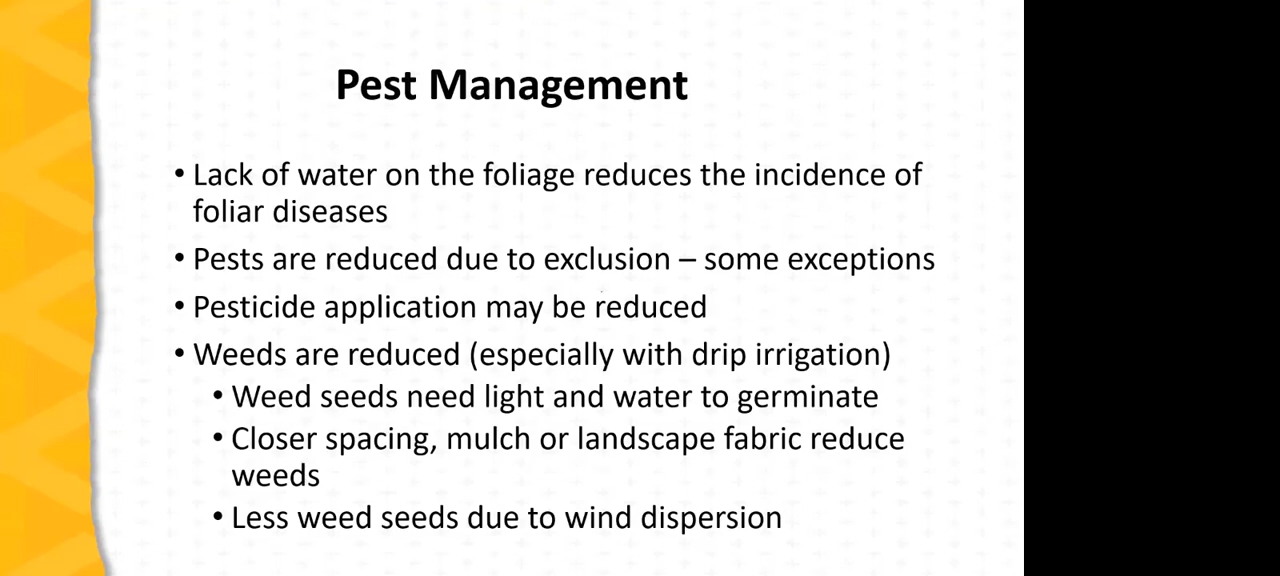 Pest Management
• Lack of water on the foliage reduces the incidence of
foliar diseases
• Pests are reduced due to exclusion – some exceptions
• Pesticide application may be reduced
• Weeds are reduced (especially with drip irrigation)
• Weed seeds need light and water to germinate
• Closer spacing, mulch or landscape fabric reduce
weeds
• Less weed seeds due to wind dispersion